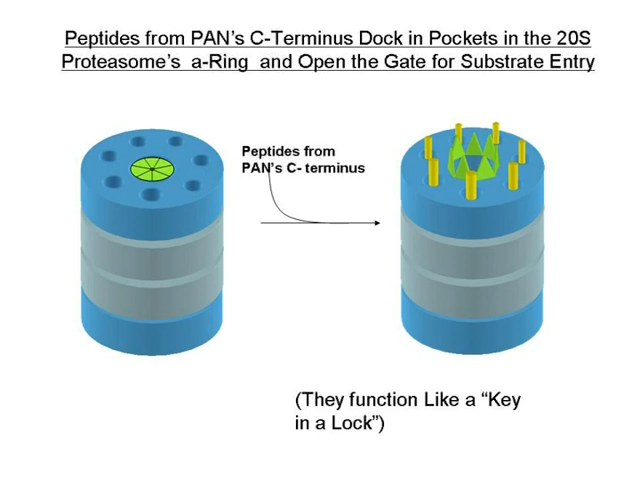 Peptides from PAN's C-Terminus Dock in Pockets in the 20S
Proteasome's a-Ring and Open the Gate for Substrate Entry
Peptides from
PAN's C- terminus
(They function Like a “Key
in a Lock”)